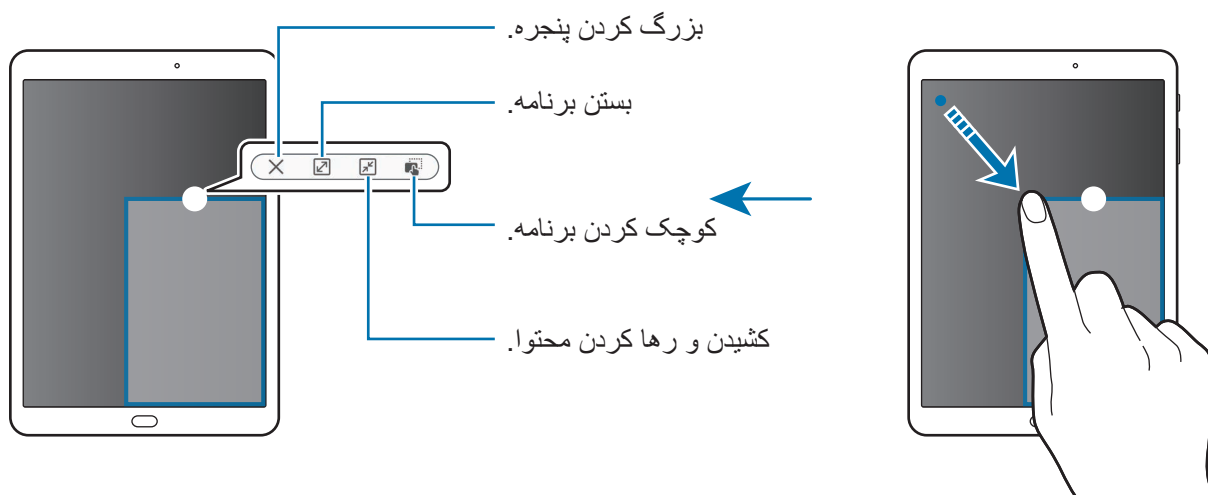 بزرگ کردن پنجره.
بستن برنامه.
کوچک کردن برنامه.
کشیدن و رها کردن محتوا.